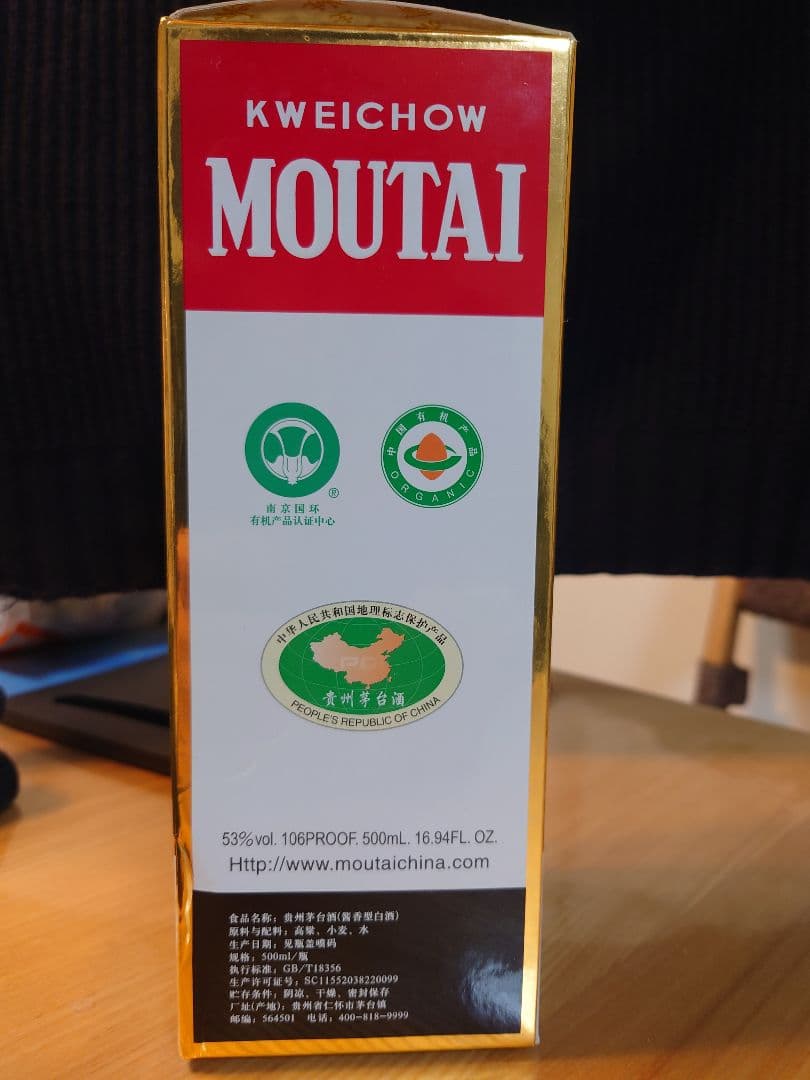 KWEICHOW
MOUTAI
®
南京国环
有机产品认证中心
中国有机产品
ORGANIC
中华人民共和国地理标志保护产品
贵州茅台酒
PEOPLE'S REPUBLIC OF CHINA
53%vol. 106PROOF. 500mL. 16.94FL. OZ.
Http://www.moutaichina.com
食品名称：贵州茅台酒(酱香型白酒)
原料与配料：高粱、小麦、水
生产日期：见瓶盖喷码
规格：500ml/瓶
执行标准：GB/T18356
生产许可证号：SC11552038220099
贮存条件：阴凉、干燥、密封保存
厂址(产地)：贵州省仁怀市茅台镇
邮编：564501 电话：400-818-9999